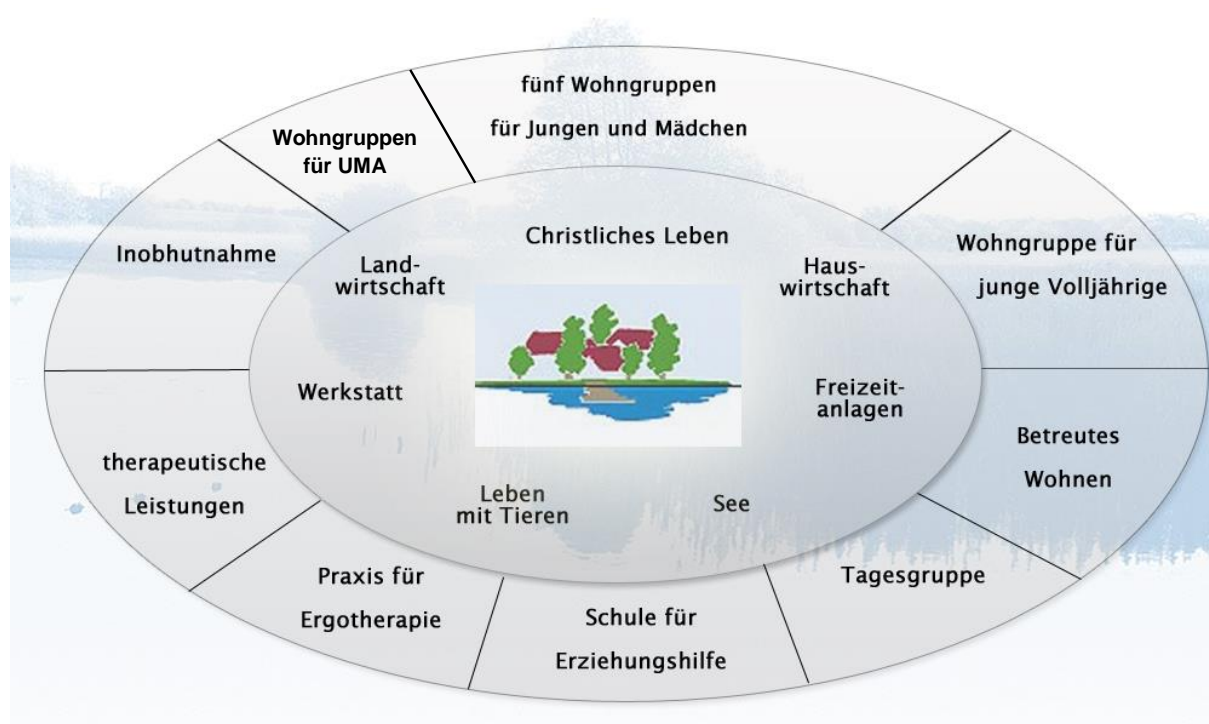 fünf Wohngruppen
für Jungen und Mädchen
Wohngruppen
für UMA
Inobhutnahme
Wohngruppe für
junge Volljährige
Christliches Leben
Land-
wirtschaft
Haus-
wirtschaft
Werkstatt
Freizeit-
anlagen
Leben
mit Tieren
See
therapeutische
Leistungen
Betreutes
Wohnen
Praxis für
Ergotherapie
Schule für
Erziehungshilfe
Tagesgruppe